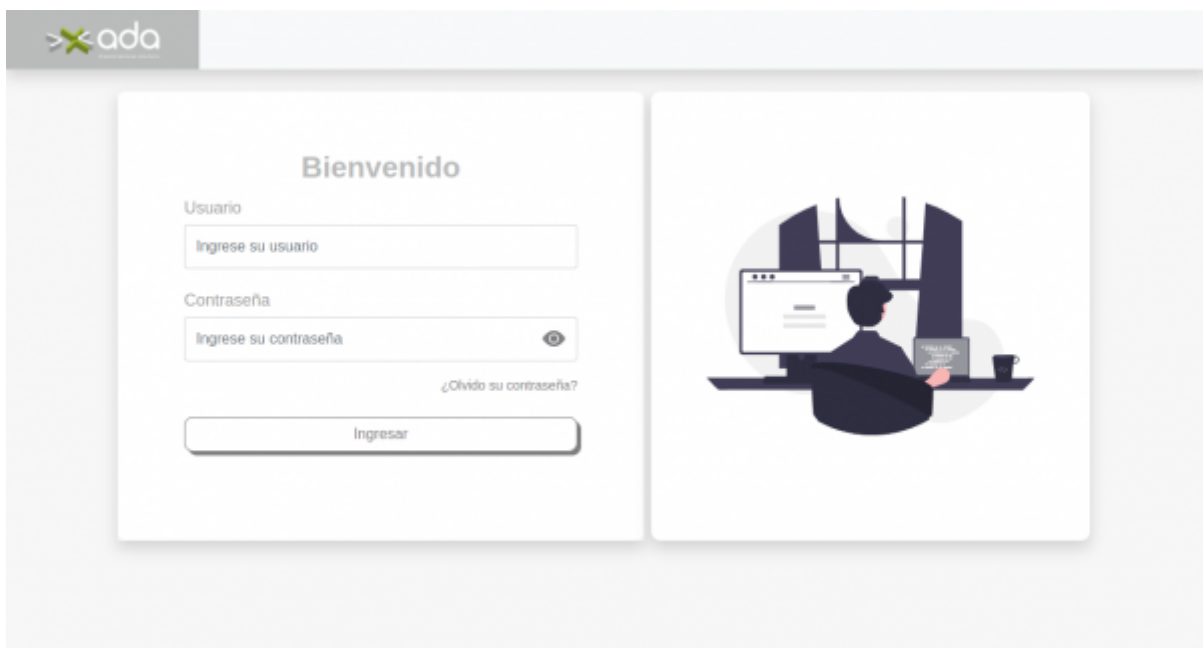 ada
Bienvenido
Usuario
Ingrese su usuario
Contraseña
Ingrese su contraseña
¿Olvido su contraseña?
Ingresar